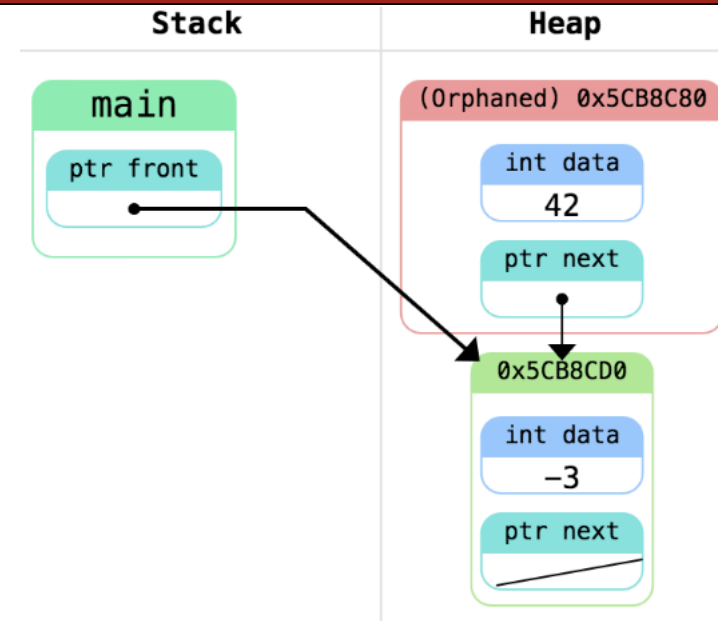 Stack
Heap
main
ptr front
(Orphaned) 0x5CB8C80
int data
42
ptr next
0x5CB8CD0
int data
−3
ptr next